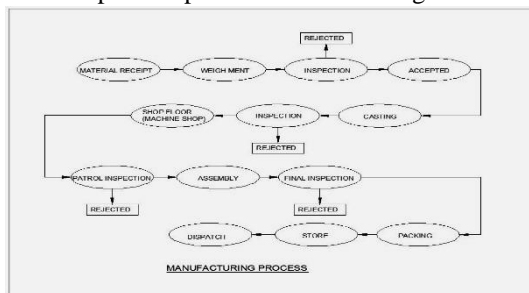 REJECTED
MATERIAL RECEIPT
WEIGH MENT
INSPECTION
ACCEPTED
SHOP FLOOR
(MACHINE SHOP)
INSPECTION
CASTING
REJECTED
PATROL INSPECTION
ASSEMBLY
FINAL INSPECTION
REJECTED
REJECTED
DISPATCH
STORE
PACKING
MANUFACTURING PROCESS